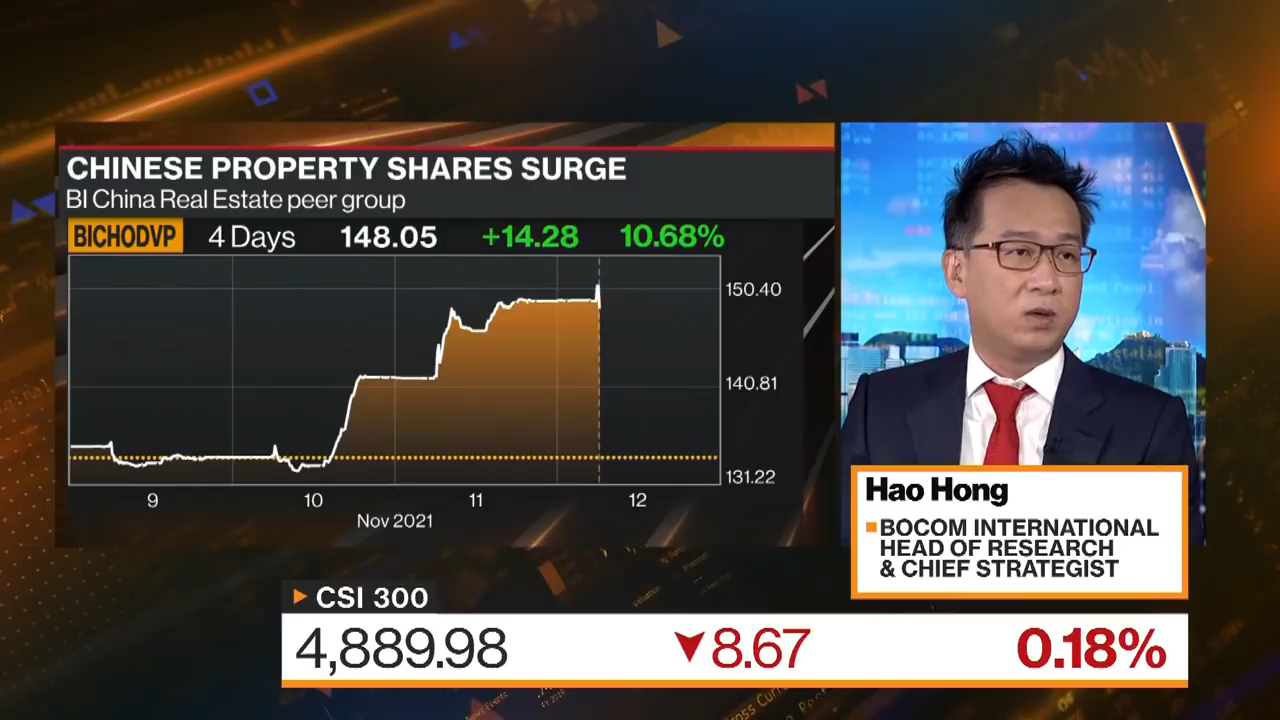 CHINESE PROPERTY SHARES SURGE
BI China Real Estate peer group
BICHODVP 4 Days 148.05 +14.28 10.68%
150.40
140.81
131.22
9 10 11 12
Nov 2021
Hao Hong
BOCOM INTERNATIONAL
HEAD OF RESEARCH
& CHIEF STRATEGIST
CSI 300
4,889.98 8.67 0.18%